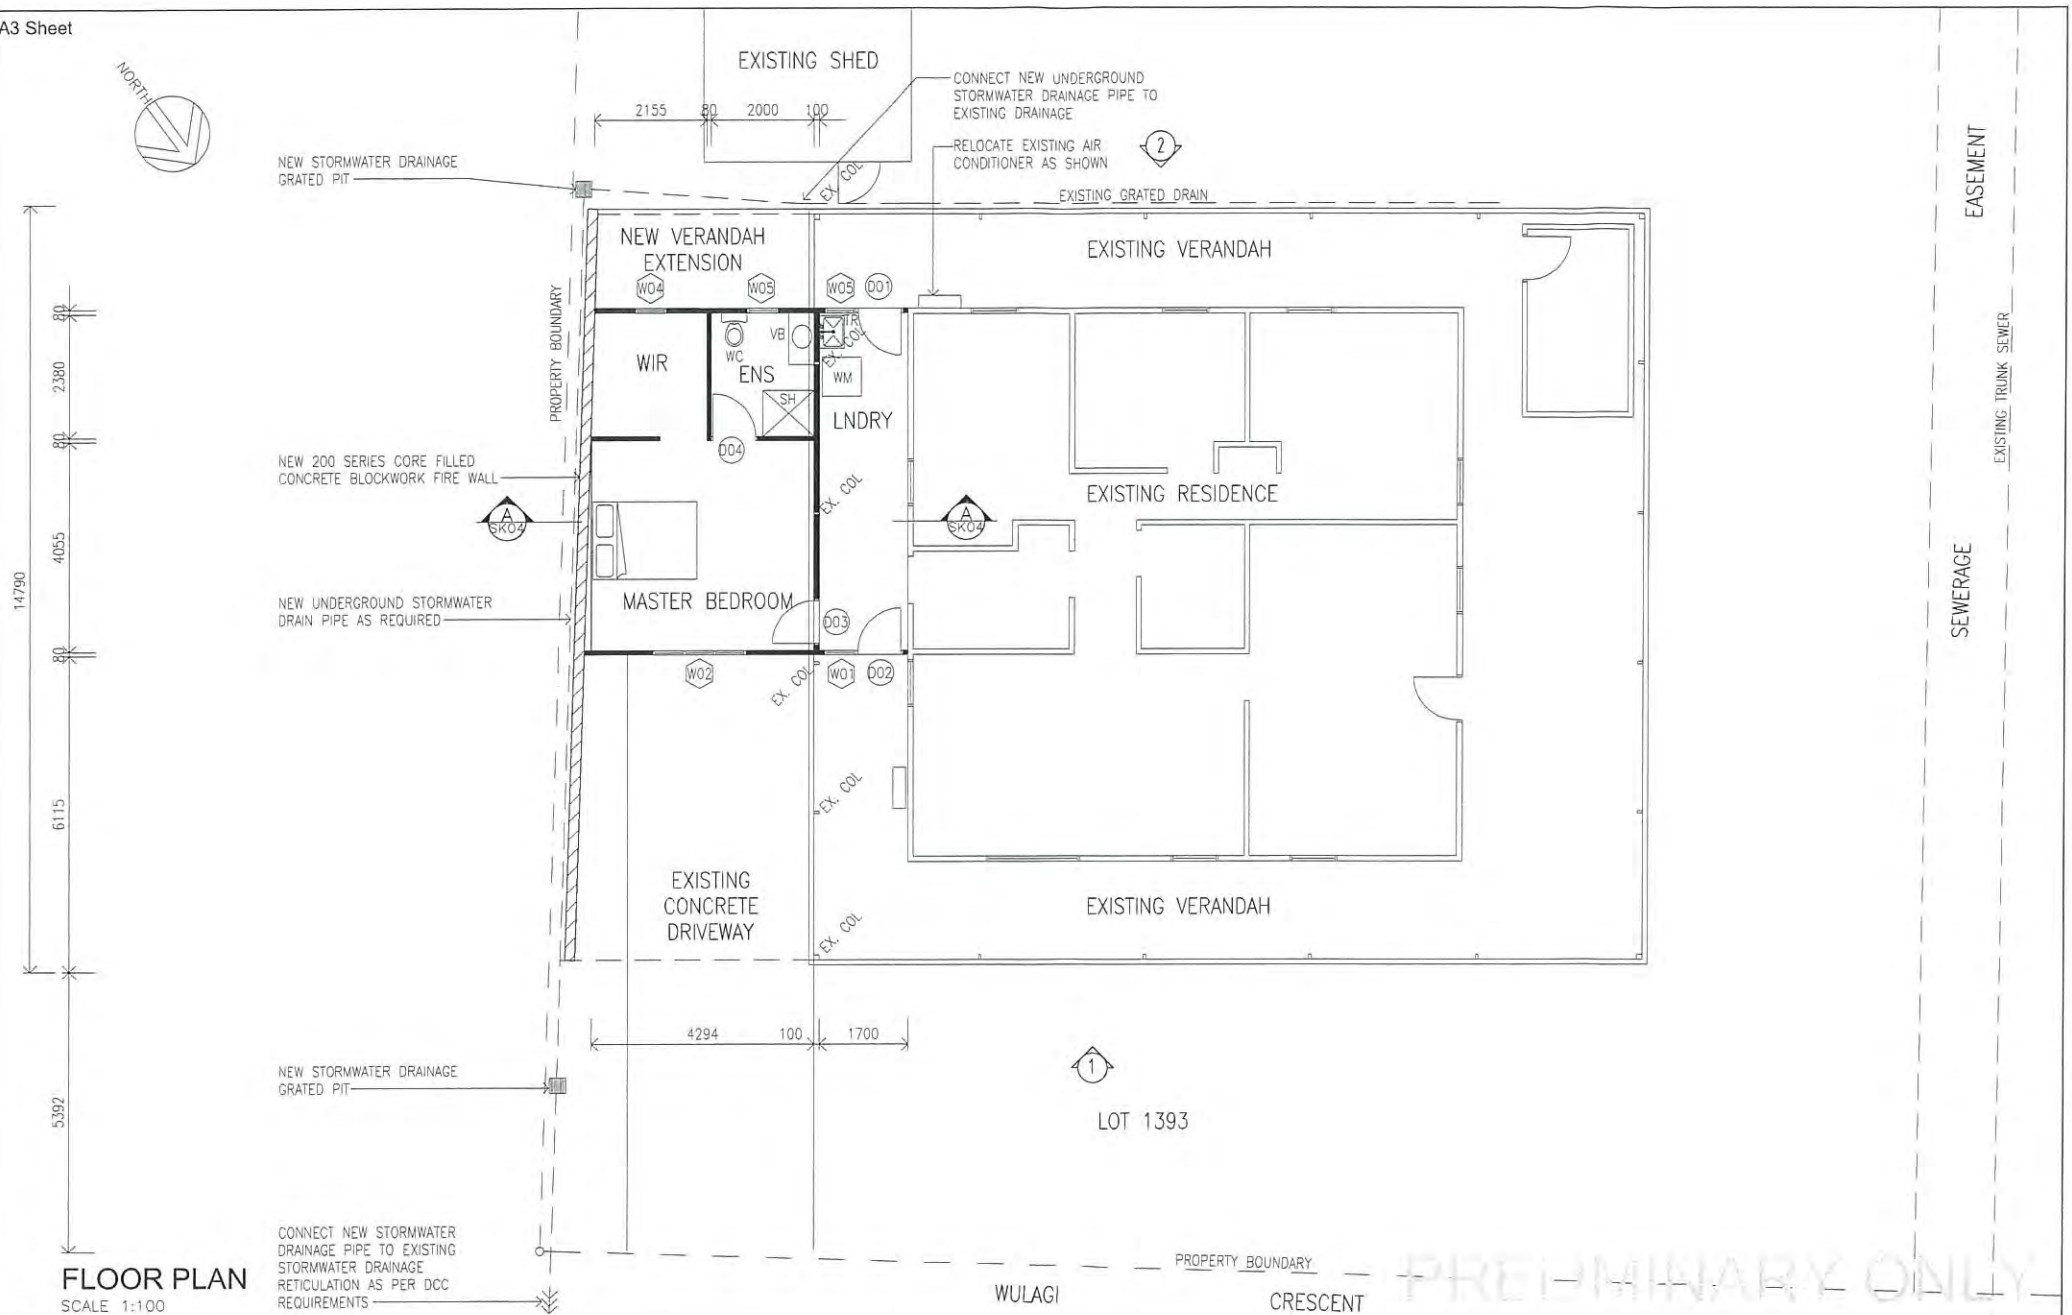 A3 Sheet
NORTH
EXISTING SHED
2155
80
2000
100
CONNECT NEW UNDERGROUND
STORMWATER DRAINAGE PIPE TO
EXISTING DRAINAGE
RELOCATE EXISTING AIR
CONDITIONER AS SHOWN
2
NEW STORMWATER DRAINAGE
GRATED PIT
EX. COL
EXISTING GRATED DRAIN
EASEMENT
NEW VERANDAH
EXTENSION
EXISTING VERANDAH
W04
W05
W05
D01
PROPERTY BOUNDARY
80
2380
80
4055
80
6115
5392
14790
WIR
WC
VB
ENS
SH
TR
EX. COL
WM
LNDRY
D04
EXISTING TRUNK SEWER
NEW 200 SERIES CORE FILLED
CONCRETE BLOCKWORK FIRE WALL
EX. COL
EXISTING RESIDENCE
A
SK04
A
SK04
SEWERAGE
NEW UNDERGROUND STORMWATER
DRAIN PIPE AS REQUIRED
MASTER BEDROOM
D03
W02
EX. COL
W01
D02
EX. COL
EXISTING
CONCRETE
DRIVEWAY
EX. COL
EXISTING VERANDAH
4294
100
1700
1
NEW STORMWATER DRAINAGE
GRATED PIT
LOT 1393
CONNECT NEW STORMWATER
DRAINAGE PIPE TO EXISTING
STORMWATER DRAINAGE
RETICULATION AS PER DCC
REQUIREMENTS
FLOOR PLAN
SCALE 1:100
PROPERTY BOUNDARY
WULAGI
CRESCENT
PRELIMINARY ONLY